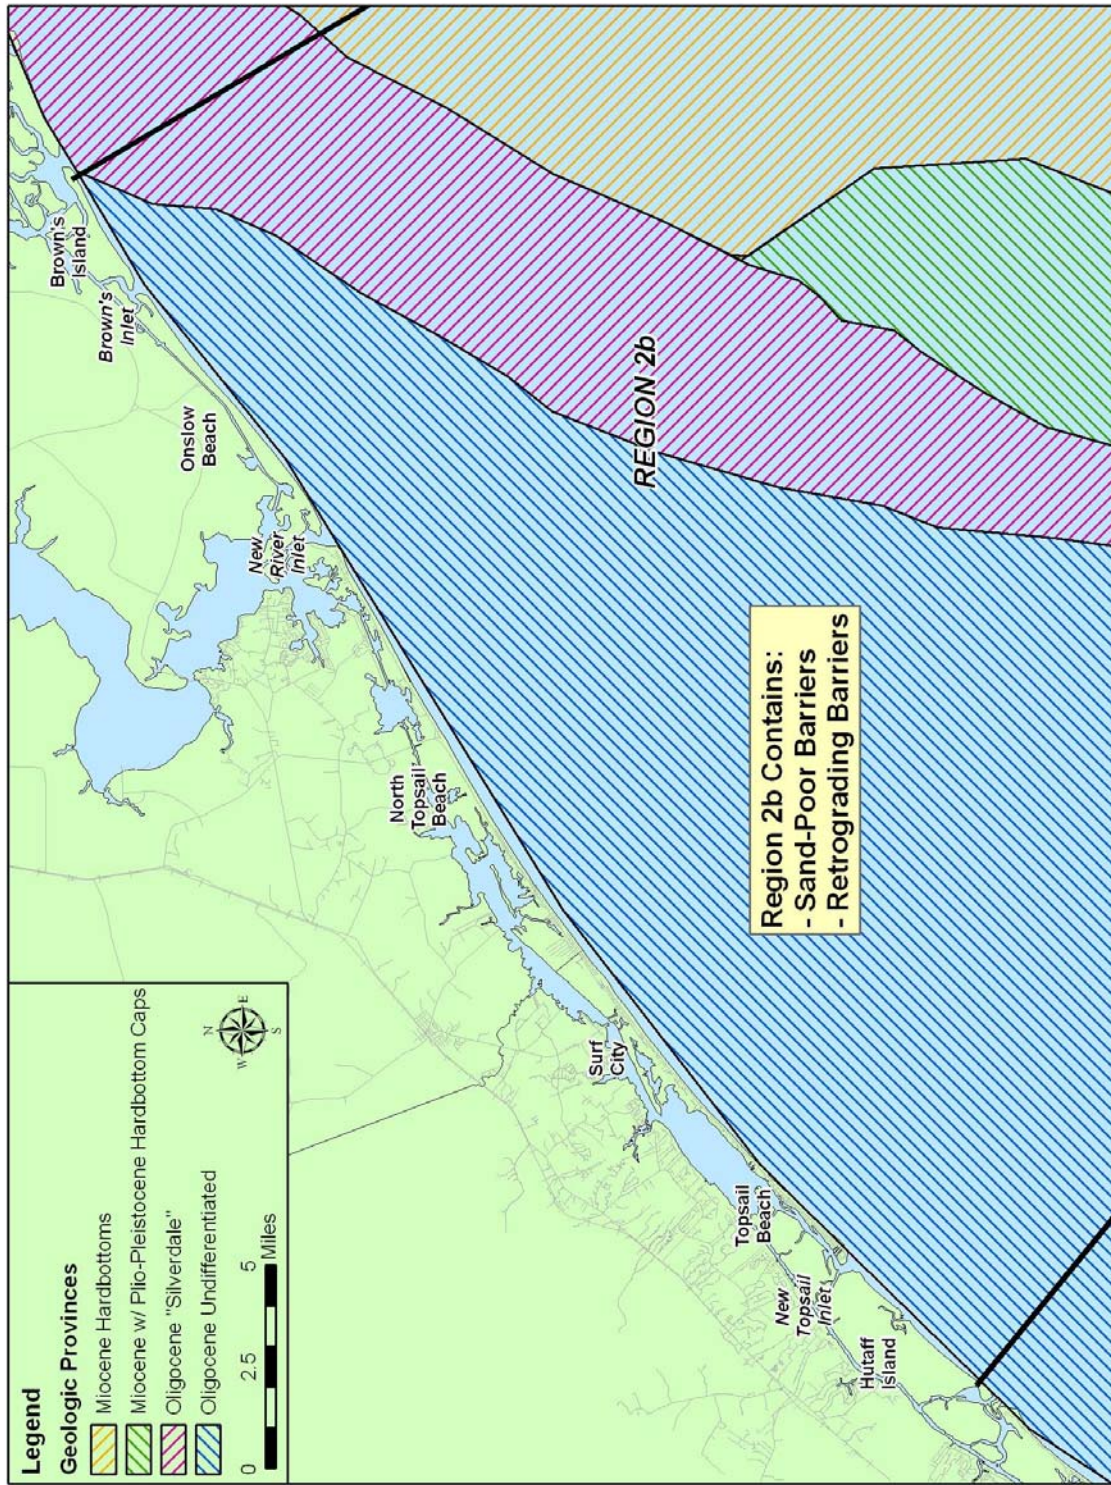 Legend
Geologic Provinces
Miocene Hardbottoms
Miocene w/ Plio-Pleistocene Hardbottom Caps
Oligocene "Silverdale"
Oligocene Undifferentiated
0 2.5 5
Miles
N
W E
S
Brown's
Island
Brown's
Inlet
Onslow
Beach
New
River
Inlet
North
Topsail
Beach
Surf
City
Topsail
Beach
New
Topsail
Inlet
Hutaff
Island
REGION 2b
Region 2b Contains:
- Sand-Poor Barriers
- Retrograding Barriers